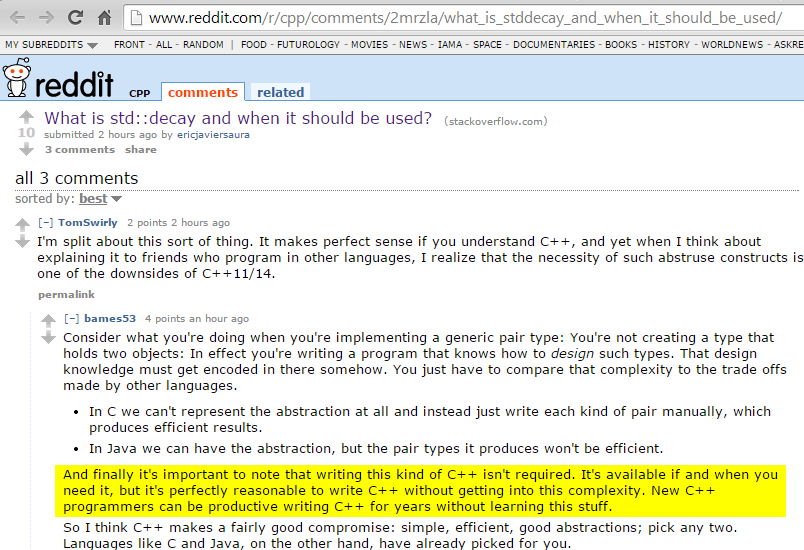 www.reddit.com/r/cpp/comments/2mrzla/what_is_stddecay_and_when_it_should_be_used/
MY SUBREDDITS FRONT - ALL - RANDOM | FOOD - FUTUROLOGY - MOVIES - NEWS - IAMA - SPACE - DOCUMENTARIES - BOOKS - HISTORY - WORLDNEWS - ASKRE
reddit CPP comments related
What is std::decay and when it should be used? (stackoverflow.com)
10 submitted 2 hours ago by ericjaviersaura
3 comments share
all 3 comments
sorted by: best
[–] TomSwirly 2 points 2 hours ago
I'm split about this sort of thing. It makes perfect sense if you understand C++, and yet when I think about
explaining it to friends who program in other languages, I realize that the necessity of such abstruse constructs is
one of the downsides of C++11/14.
permalink
[–] bames53 4 points an hour ago
Consider what you're doing when you're implementing a generic pair type: You're not creating a type that
holds two objects: In effect you're writing a program that knows how to design such types. That design
knowledge must get encoded in there somehow. You just have to compare that complexity to the trade offs
made by other languages.
• In C we can't represent the abstraction at all and instead just write each kind of pair manually, which
produces efficient results.
• In Java we can have the abstraction, but the pair types it produces won't be efficient.
And finally it's important to note that writing this kind of C++ isn't required. It's available if and when you
need it, but it's perfectly reasonable to write C++ without getting into this complexity. New C++
programmers can be productive writing C++ for years without learning this stuff.
So I think C++ makes a fairly good compromise: simple, efficient, good abstractions; pick any two.
Languages like C and Java, on the other hand, have already picked for you.